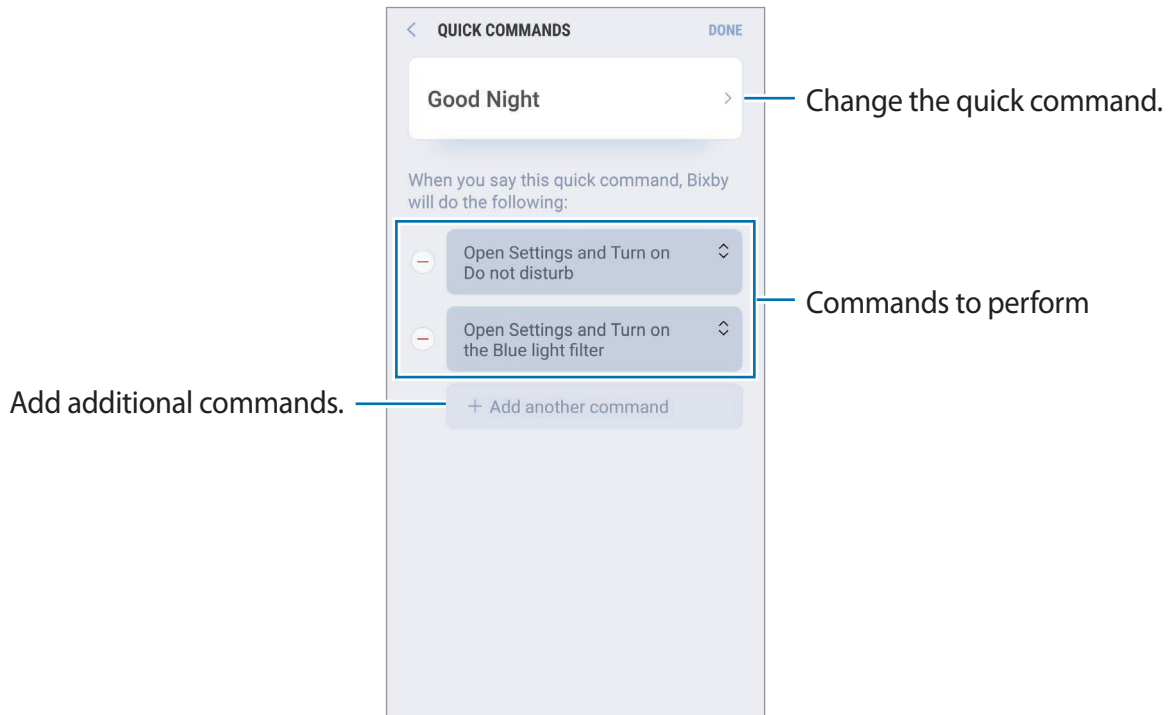 QUICK COMMANDS
DONE
Good Night
Change the quick command.
When you say this quick command, Bixby
will do the following:
Open Settings and Turn on
Do not disturb
Commands to perform
Open Settings and Turn on
the Blue light filter
Add additional commands.
+ Add another command